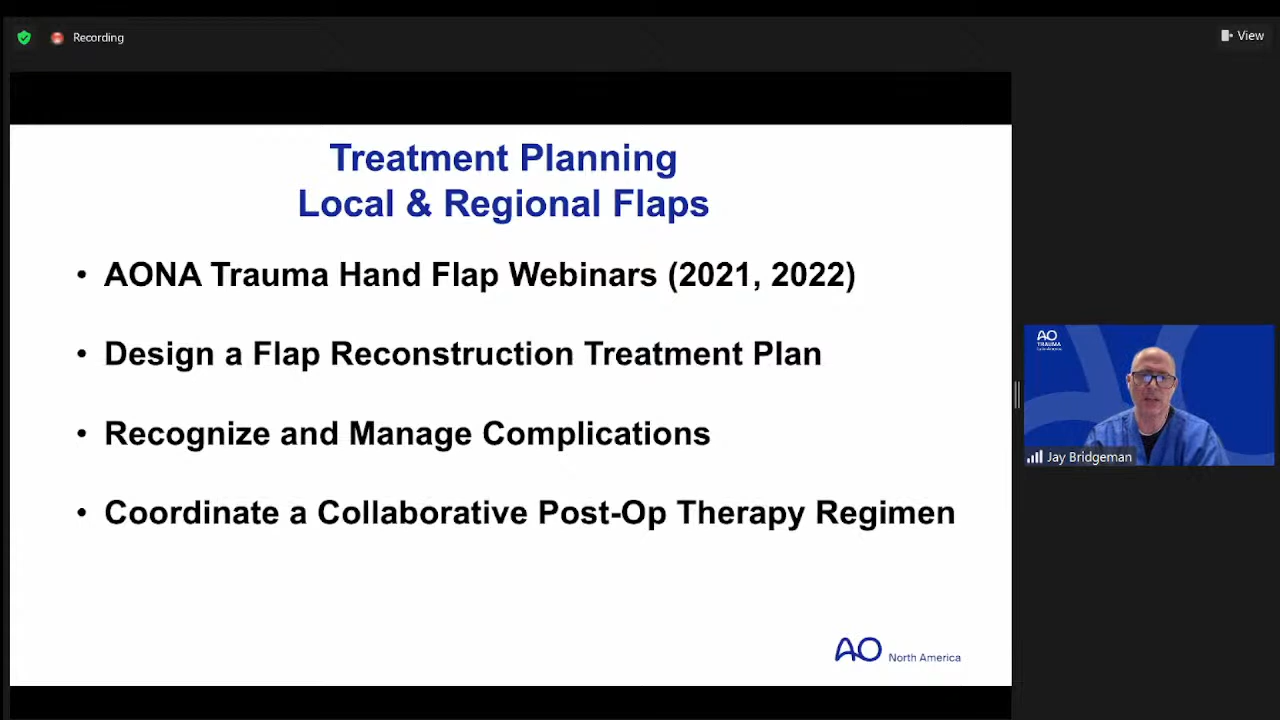 Recording
View
Treatment Planning
Local & Regional Flaps
• AONA Trauma Hand Flap Webinars (2021, 2022)
• Design a Flap Reconstruction Treatment Plan
• Recognize and Manage Complications
• Coordinate a Collaborative Post-Op Therapy Regimen
AO North America
AO
TRAUMA
Jay Bridgeman